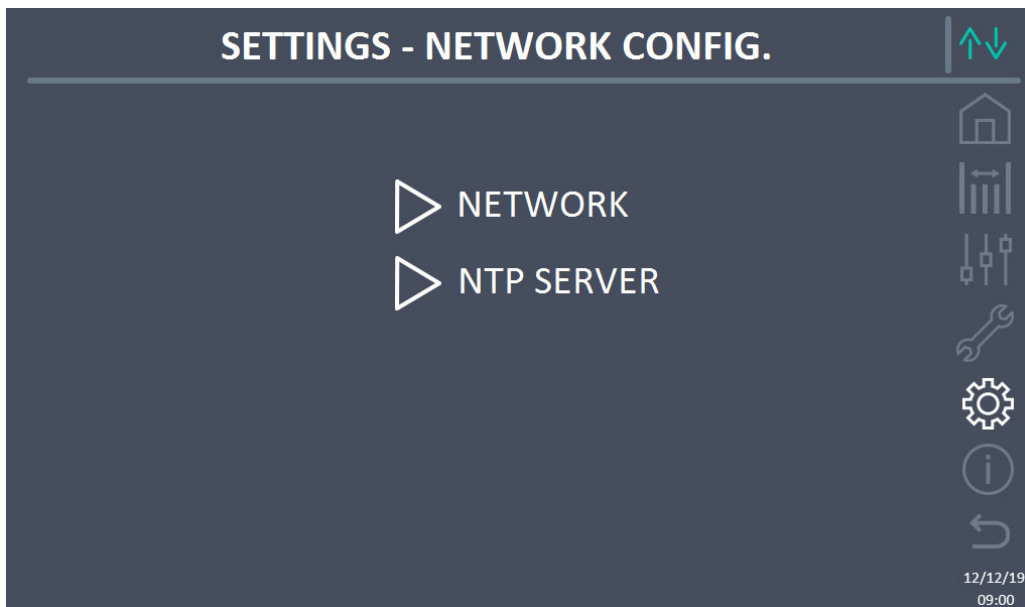 SETTINGS - NETWORK CONFIG.
NETWORK
NTP SERVER
12/12/19
09:00